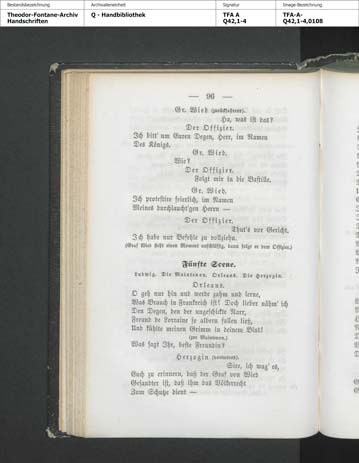 Bestandsbezeichnung
Archivalieneinheit
Signatur
Image-Bezeichnung
Theodor-Fontane-Archiv
Handschriften
Q - Handbibliothek
TFA A
Q42,1-4
TFA-A-
Q42,1-4,0108
— 96 —
Gr. Wied (zurückfahrend).
Ha, was ist das?
Der Offizier.
Ich bitt' um Euren Degen, Herr, im Namen
Des Königs.
Gr. Wied.
Wie?
Der Offizier.
Folgt mir in die Bastille.
Gr. Wied.
Ich protestire feierlich, im Namen
Meines durchlaucht'gen Herrn —
Der Offizier.
Thut's vor Gericht.
Ich habe nur Befehle zu vollziehn.
(Graf Wied steht einen Moment unschlüssig, dann folgt er dem Offizier.)
Fünfte Scene.
Ludwig. Die Maintenon. Orleans. Die Herzogin.
Orleans.
O geh nur hin und werde zahm und lerne,
Was Brauch in Frankreich ist! Doch lieber nähm' ich
Den Degen, den der ungeschickte Narr,
Freund de Lorraine so albern fallen ließ,
Und kühlte meinen Grimm in deinem Blut!
(zur Maintenon.)
Was sagt Ihr, beste Freundin?
Herzogin
Sire, ich wag' es,
Euch zu erinnern, daß der Graf von Wied
Gesandter ist, daß ihm das Völkerrecht
Zum Schutze dient —